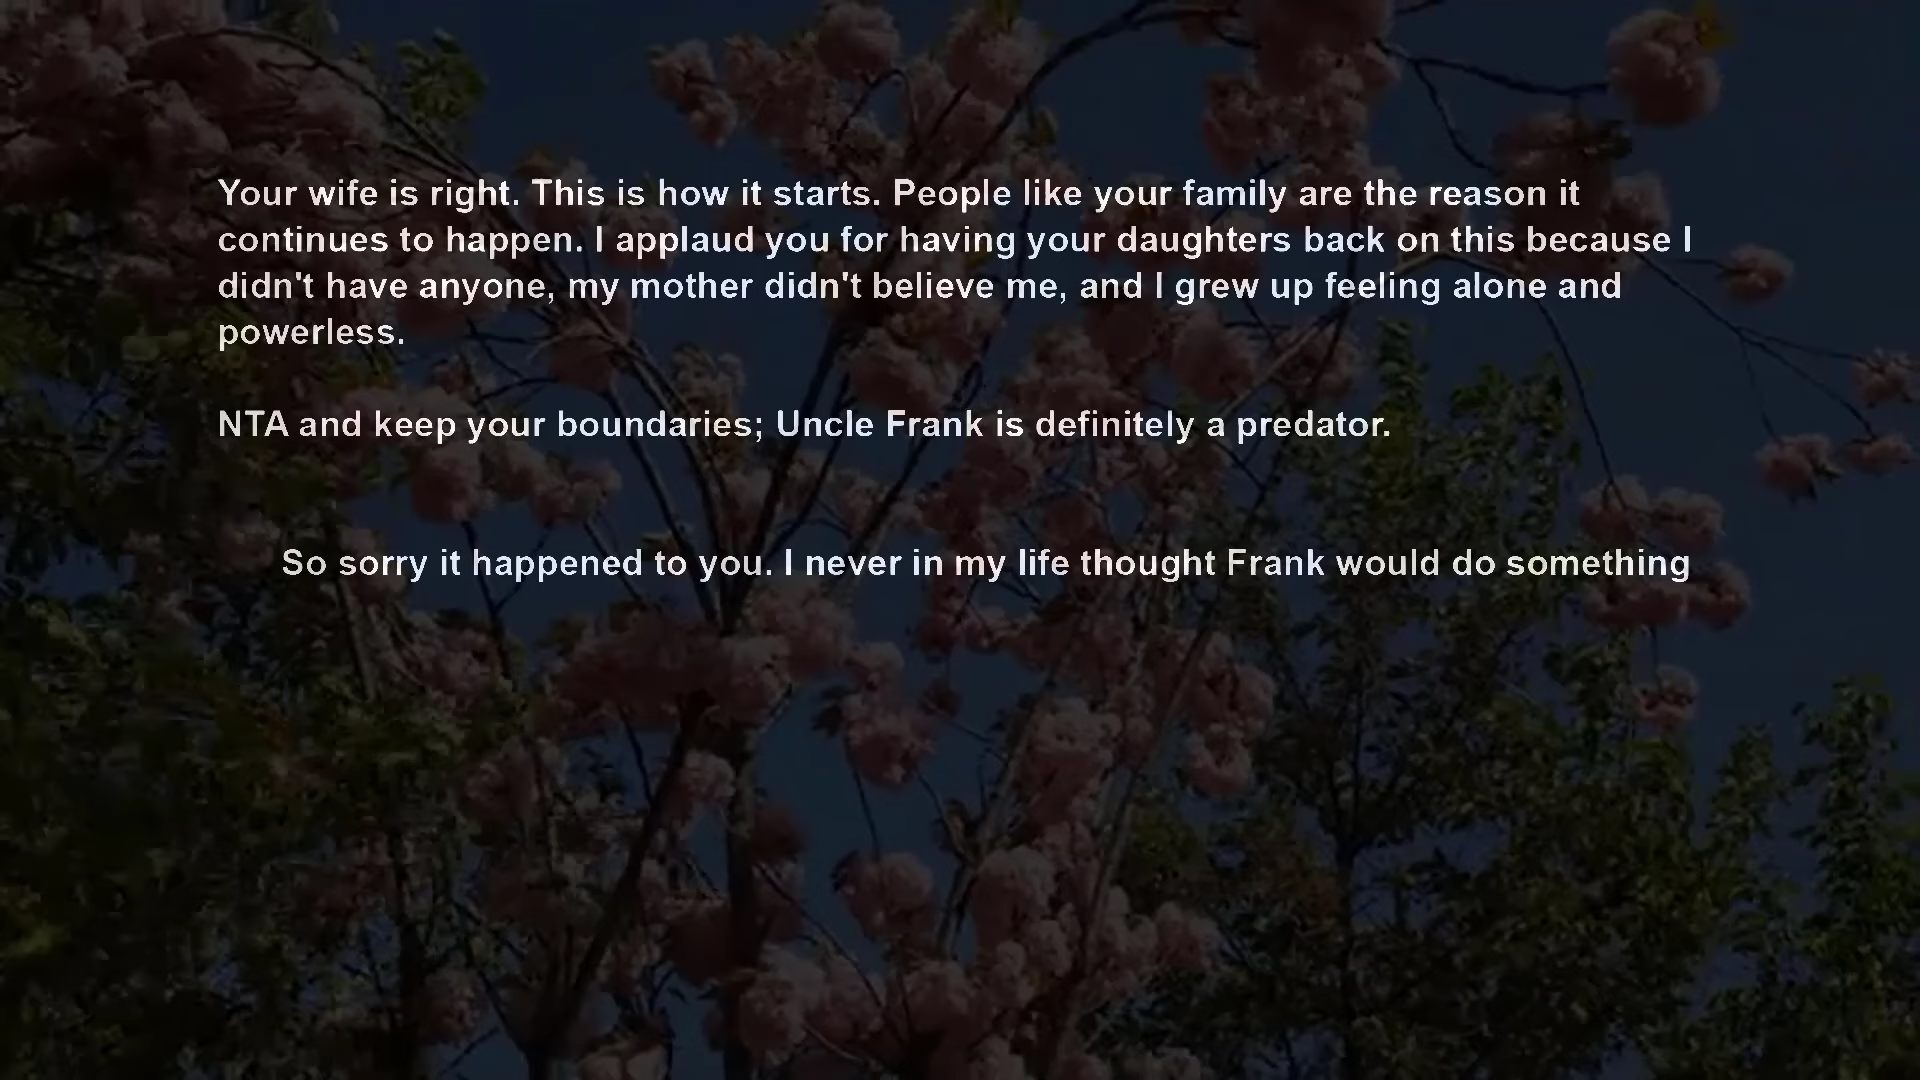 Your wife is right. This is how it starts. People like your family are the reason it
continues to happen. I applaud you for having your daughters back on this because I
didn't have anyone, my mother didn't believe me, and I grew up feeling alone and
powerless.
NTA and keep your boundaries; Uncle Frank is definitely a predator.
So sorry it happened to you. I never in my life thought Frank would do something